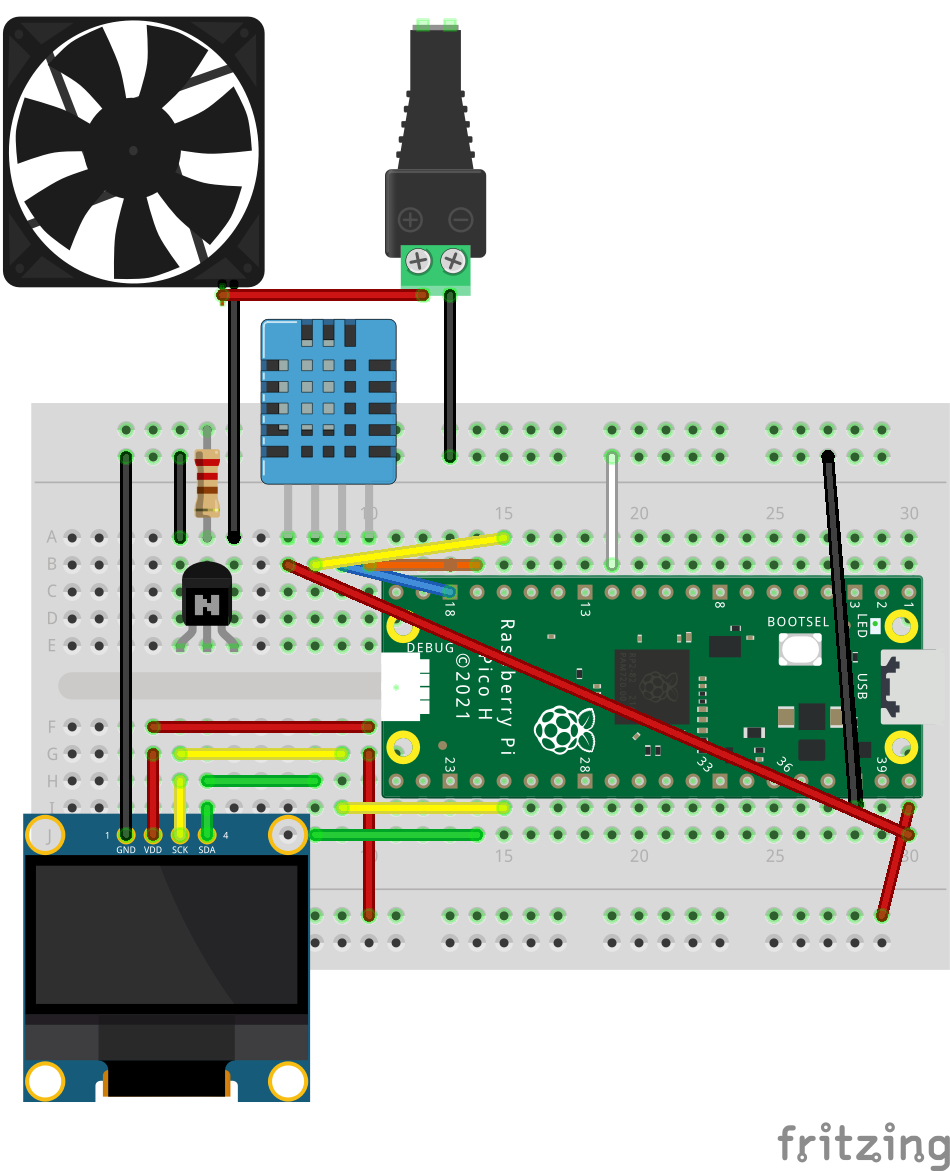 10 15 20 25 30
A
B
C
D
E
F
G
H
I
J
N
18 13 8 3 2 1
LED
BOOTSEL
DEBUG
USB
Raspberry Pi
Pico H
©2021
23 28 33 36 39
1 4
GND VDD SCK SDA
10 15 20 25 30
fritzing